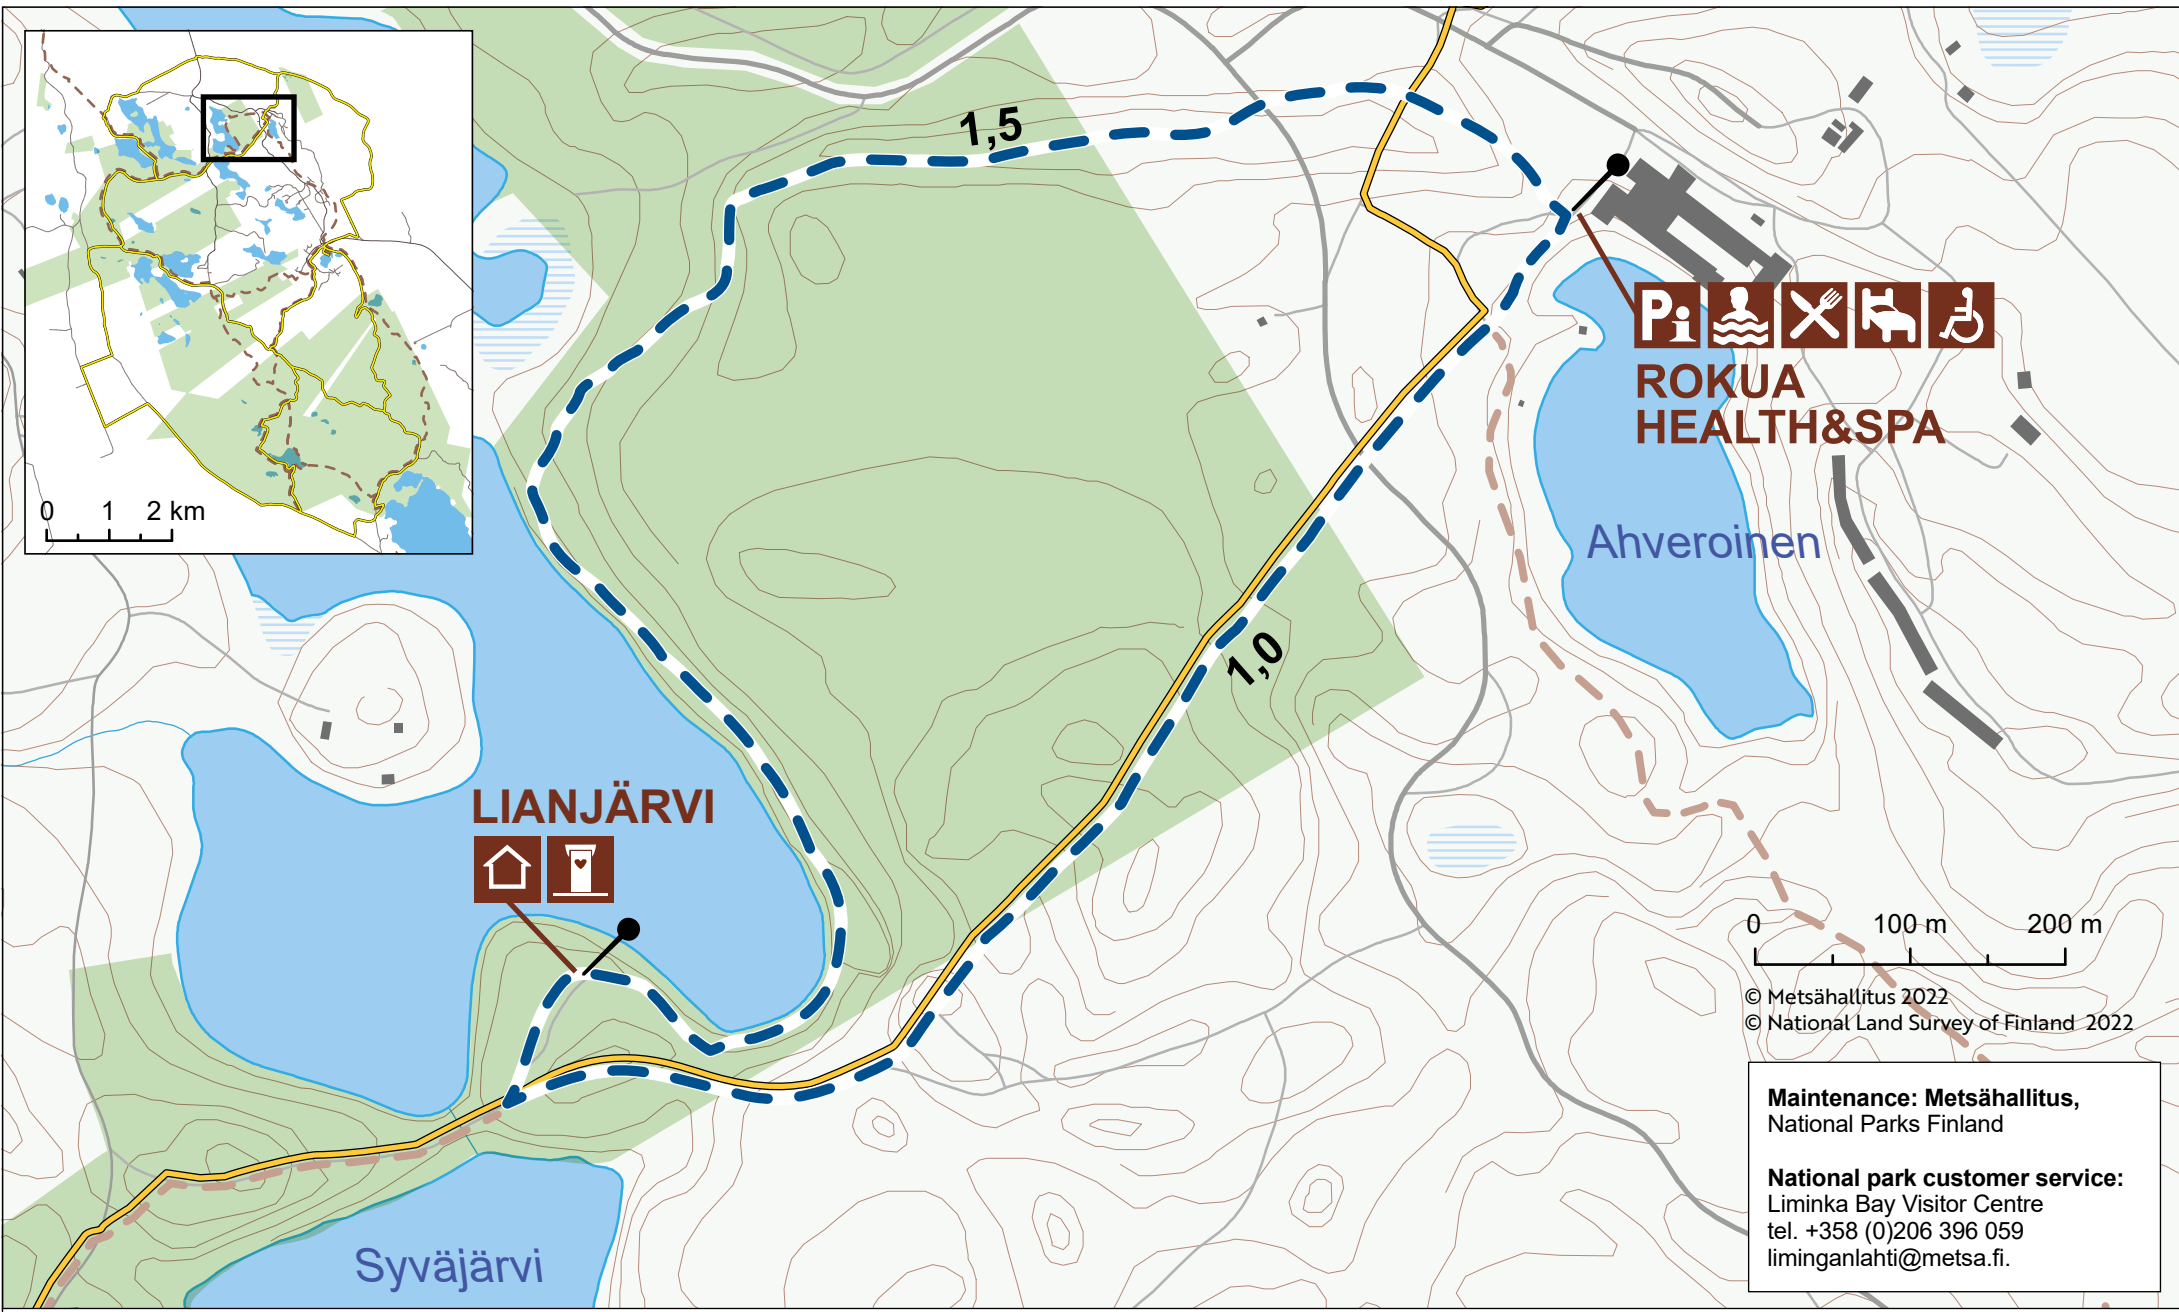 1,5
0 1 2 km
P i
ROKUA
HEALTH&SPA
Ahveroinen
1,0
LIANJÄRVI
0 100 m 200 m
© Metsähallitus 2022
© National Land Survey of Finland 2022
Maintenance: Metsähallitus,
National Parks Finland
National park customer service:
Liminka Bay Visitor Centre
tel. +358 (0)206 396 059
liminganlahti@metsa.fi.
Syväjärvi